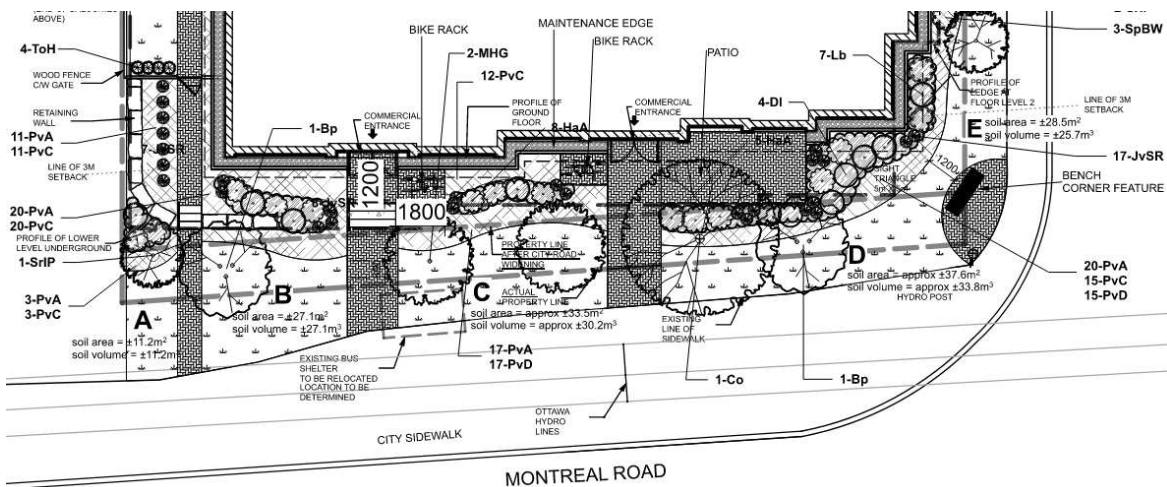 ABOVE)
4-ToH
WOOD FENCE
C/W GATE
RETAINING
WALL
11-PvA
11-PvC
LINE OF 3M
SETBACK
20-PvA
20-PvC
PROFILE OF LOWER
LEVEL UNDERGROUND
1-SrIP
3-PvA
3-PvC
A
soil area = ±11.2m²
soil volume = ±11.2m³
B
soil area = ±27.1m²
soil volume = ±27.1m³
1-Bp
COMMERCIAL
ENTRANCE
1200
1800
BIKE RACK
2-MHG
12-PvC
PROFILE OF
GROUND
FLOOR
MAINTENANCE EDGE
BIKE RACK
8-HaA
COMMERCIAL
ENTRANCE
PATIO
4-DI
7-Lb
6-HaA
3-SpBW
PROFILE OF
LEDGE AT
FLOOR LEVEL 2
LINE OF 3M
SETBACK
E
soil area = ±28.5m²
soil volume = ±25.7m³
17-JvSR
1200
SIGHT
TRIANGLE
BENCH
CORNER FEATURE
20-PvA
15-PvC
15-PvD
D
soil area = approx ±37.6m²
soil volume = approx ±33.8m³
HYDRO POST
PROPERTY LINE
AFTER CITY ROAD
WIDENING
ACTUAL
PROPERTY LINE
C
soil area = approx ±33.5m²
soil volume = approx ±30.2m³
EXISTING
LINE OF
SIDEWALK
EXISTING BUS
SHELTER
TO BE RELOCATED
LOCATION TO BE
DETERMINED
17-PvA
17-PvD
1-Co
1-Bp
OTTAWA
HYDRO
LINES
CITY SIDEWALK
MONTREAL ROAD